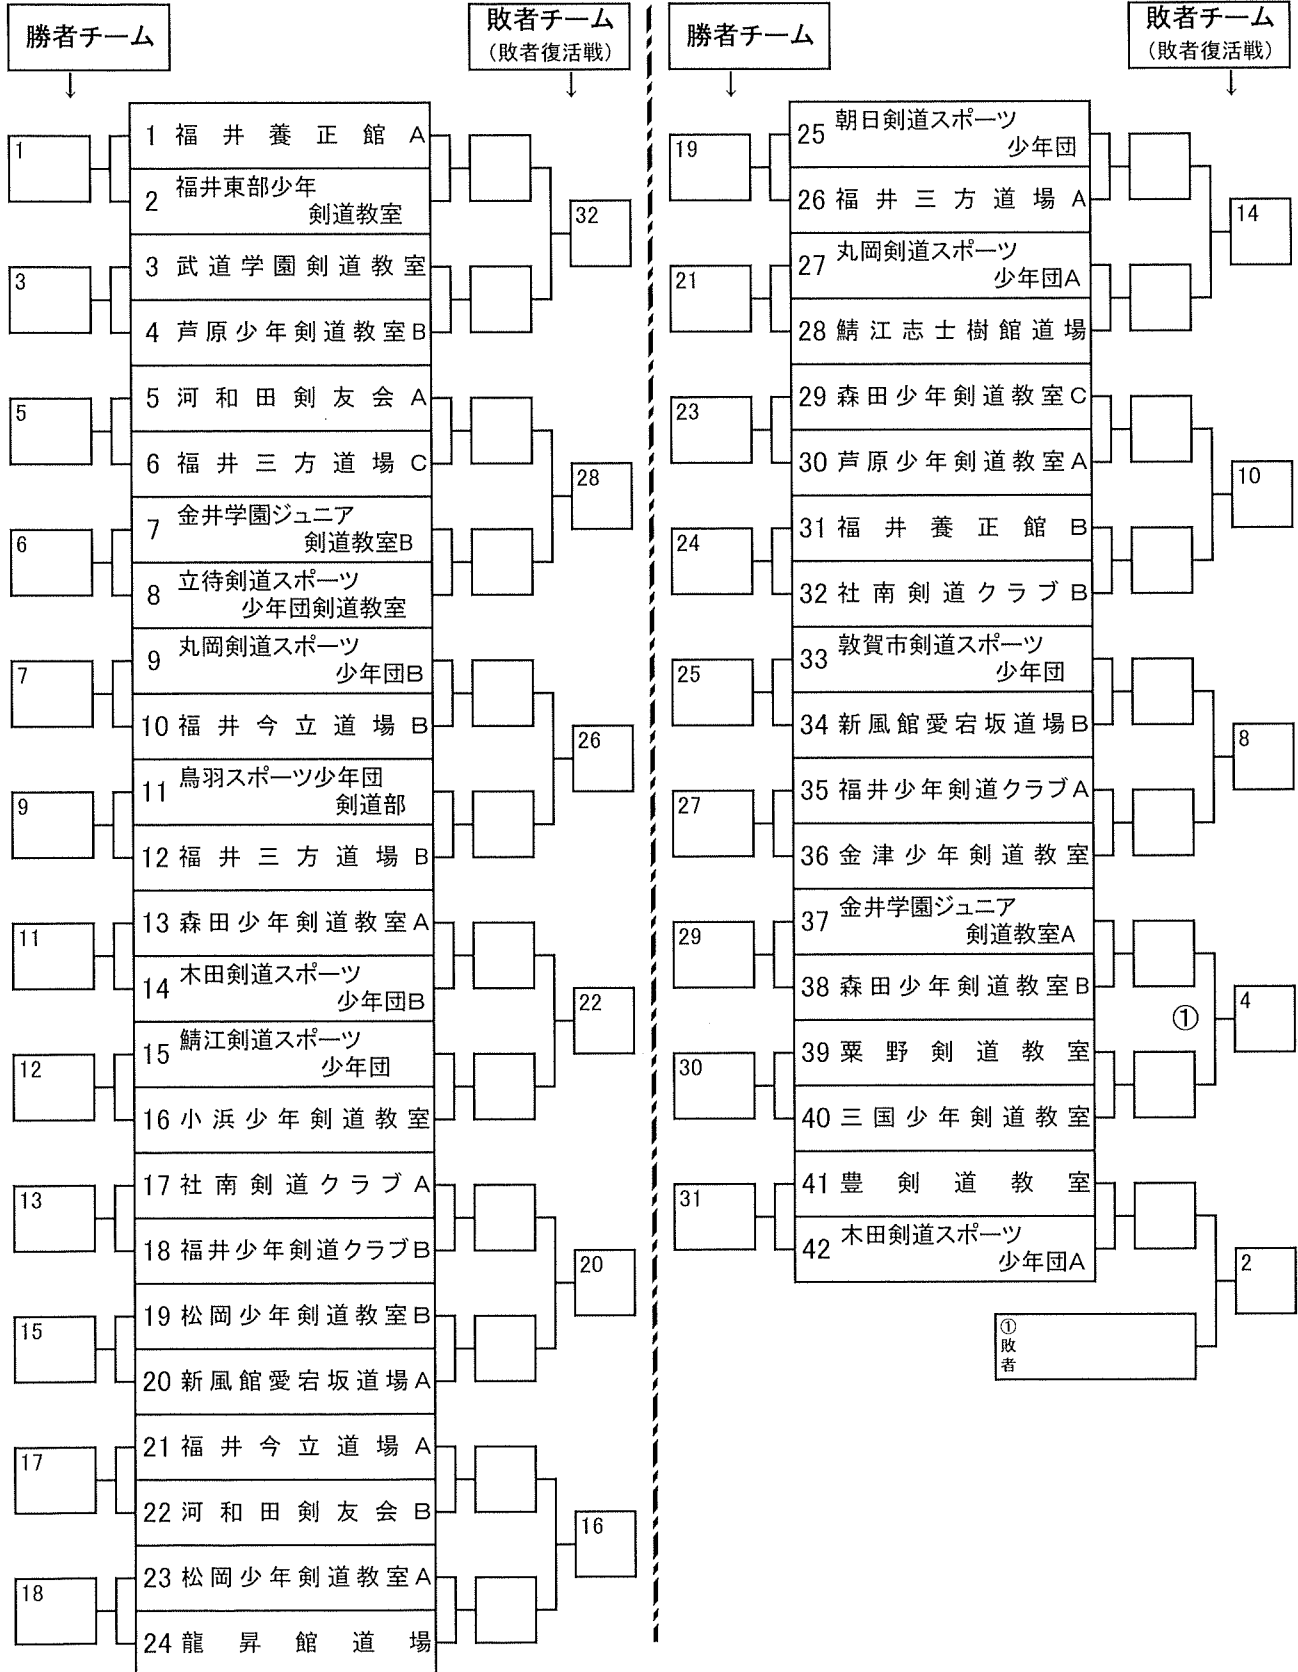 勝者チーム
敗者チーム
(敗者復活戦)
1 福井養正館A
2 福井東部少年
剣道教室
3 武道学園剣道教室
4 芦原少年剣道教室B
5 河和田剣友会A
6 福井三方道場C
7 金井学園ジュニア
剣道教室B
8 立待剣道スポーツ
少年団剣道教室
9 丸岡剣道スポーツ
少年団B
10 福井今立道場B
11 鳥羽スポーツ少年団
剣道部
12 福井三方道場B
13 森田少年剣道教室A
14 木田剣道スポーツ
少年団B
15 鯖江剣道スポーツ
少年団
16 小浜少年剣道教室
17 社南剣道クラブA
18 福井少年剣道クラブB
19 松岡少年剣道教室B
20 新風館愛宕坂道場A
21 福井今立道場A
22 河和田剣友会B
23 松岡少年剣道教室A
24 龍昇館道場
1
3
5
6
7
9
11
12
13
15
17
18
32
28
26
22
20
16
勝者チーム
敗者チーム
(敗者復活戦)
25 朝日剣道スポーツ
少年団
26 福井三方道場A
27 丸岡剣道スポーツ
少年団A
28 鯖江志士樹館道場
29 森田少年剣道教室C
30 芦原少年剣道教室A
31 福井養正館B
32 社南剣道クラブB
33 敦賀市剣道スポーツ
少年団
34 新風館愛宕坂道場B
35 福井少年剣道クラブA
36 金津少年剣道教室
37 金井学園ジュニア
剣道教室A
38 森田少年剣道教室B
39 粟野剣道教室
40 三国少年剣道教室
41 豊剣道教室
42 木田剣道スポーツ
少年団A
19
21
23
24
25
27
29
30
31
14
10
8
①
4
2
①
敗
者